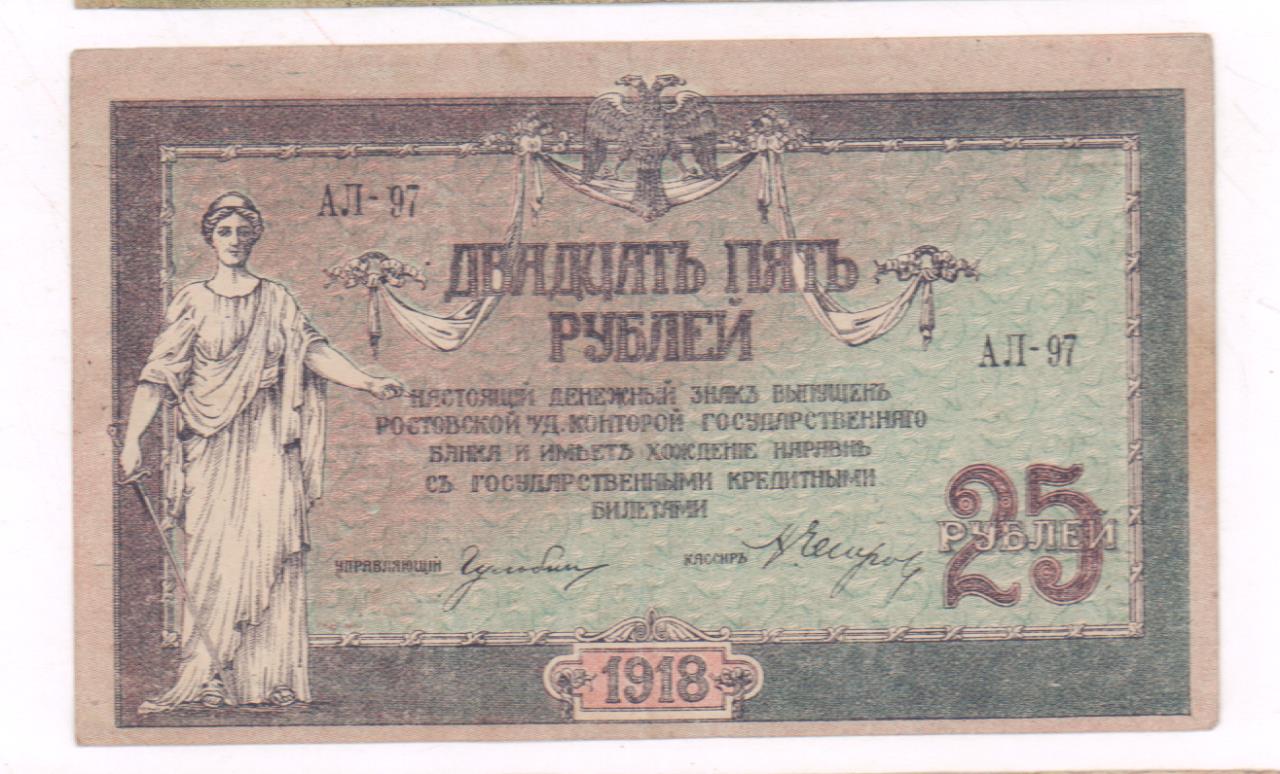 АЛ-97
ДВАДЦАТЬ ПЯТЬ
РУБЛЕЙ
АЛ-97
НАСТОЯЩІЙ ДЕНЕЖНЫЙ ЗНАКЪ ВЫПУЩЕНЪ
РОСТОВСКОЙ Н/Д. КОНТОРОЙ ГОСУДАРСТВЕННАГО
БАНКА И ИМѢЕТЪ ХОЖДЕНІЕ НАРАВНѢ
СЪ ГОСУДАРСТВЕННЫМИ КРЕДИТНЫМИ
БИЛЕТАМИ
25
РУБЛЕЙ
УПРАВЛЯЮЩІЙ КАССИРЪ
1918